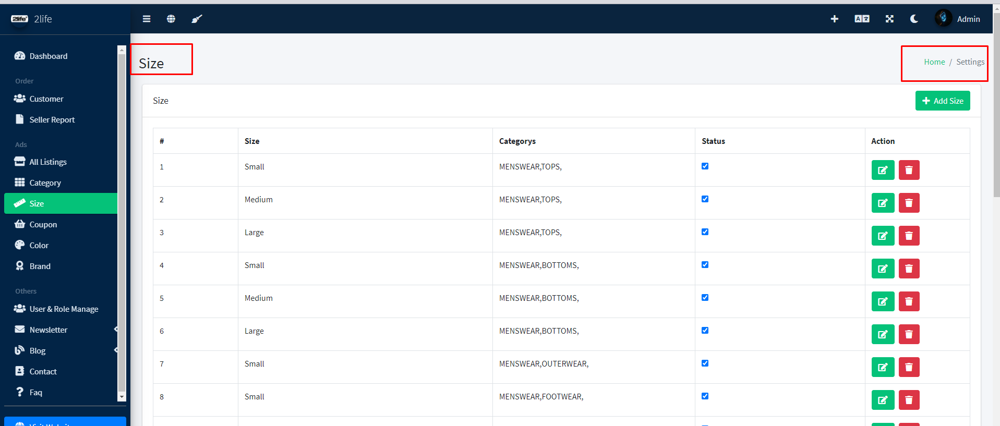 2life 2life
Admin
Dashboard
Order
Customer
Seller Report
Ads
All Listings
Category
Size
Coupon
Color
Brand
Others
User & Role Manage
Newsletter
Blog
Contact
Faq
Visit Website
Size
Home / Settings
Size
Add Size
# Size Categorys Status Action
1 Small MENSWEAR,TOPS,
2 Medium MENSWEAR,TOPS,
3 Large MENSWEAR,TOPS,
4 Small MENSWEAR,BOTTOMS,
5 Medium MENSWEAR,BOTTOMS,
6 Large MENSWEAR,BOTTOMS,
7 Small MENSWEAR,OUTERWEAR,
8 Small MENSWEAR,FOOTWEAR,